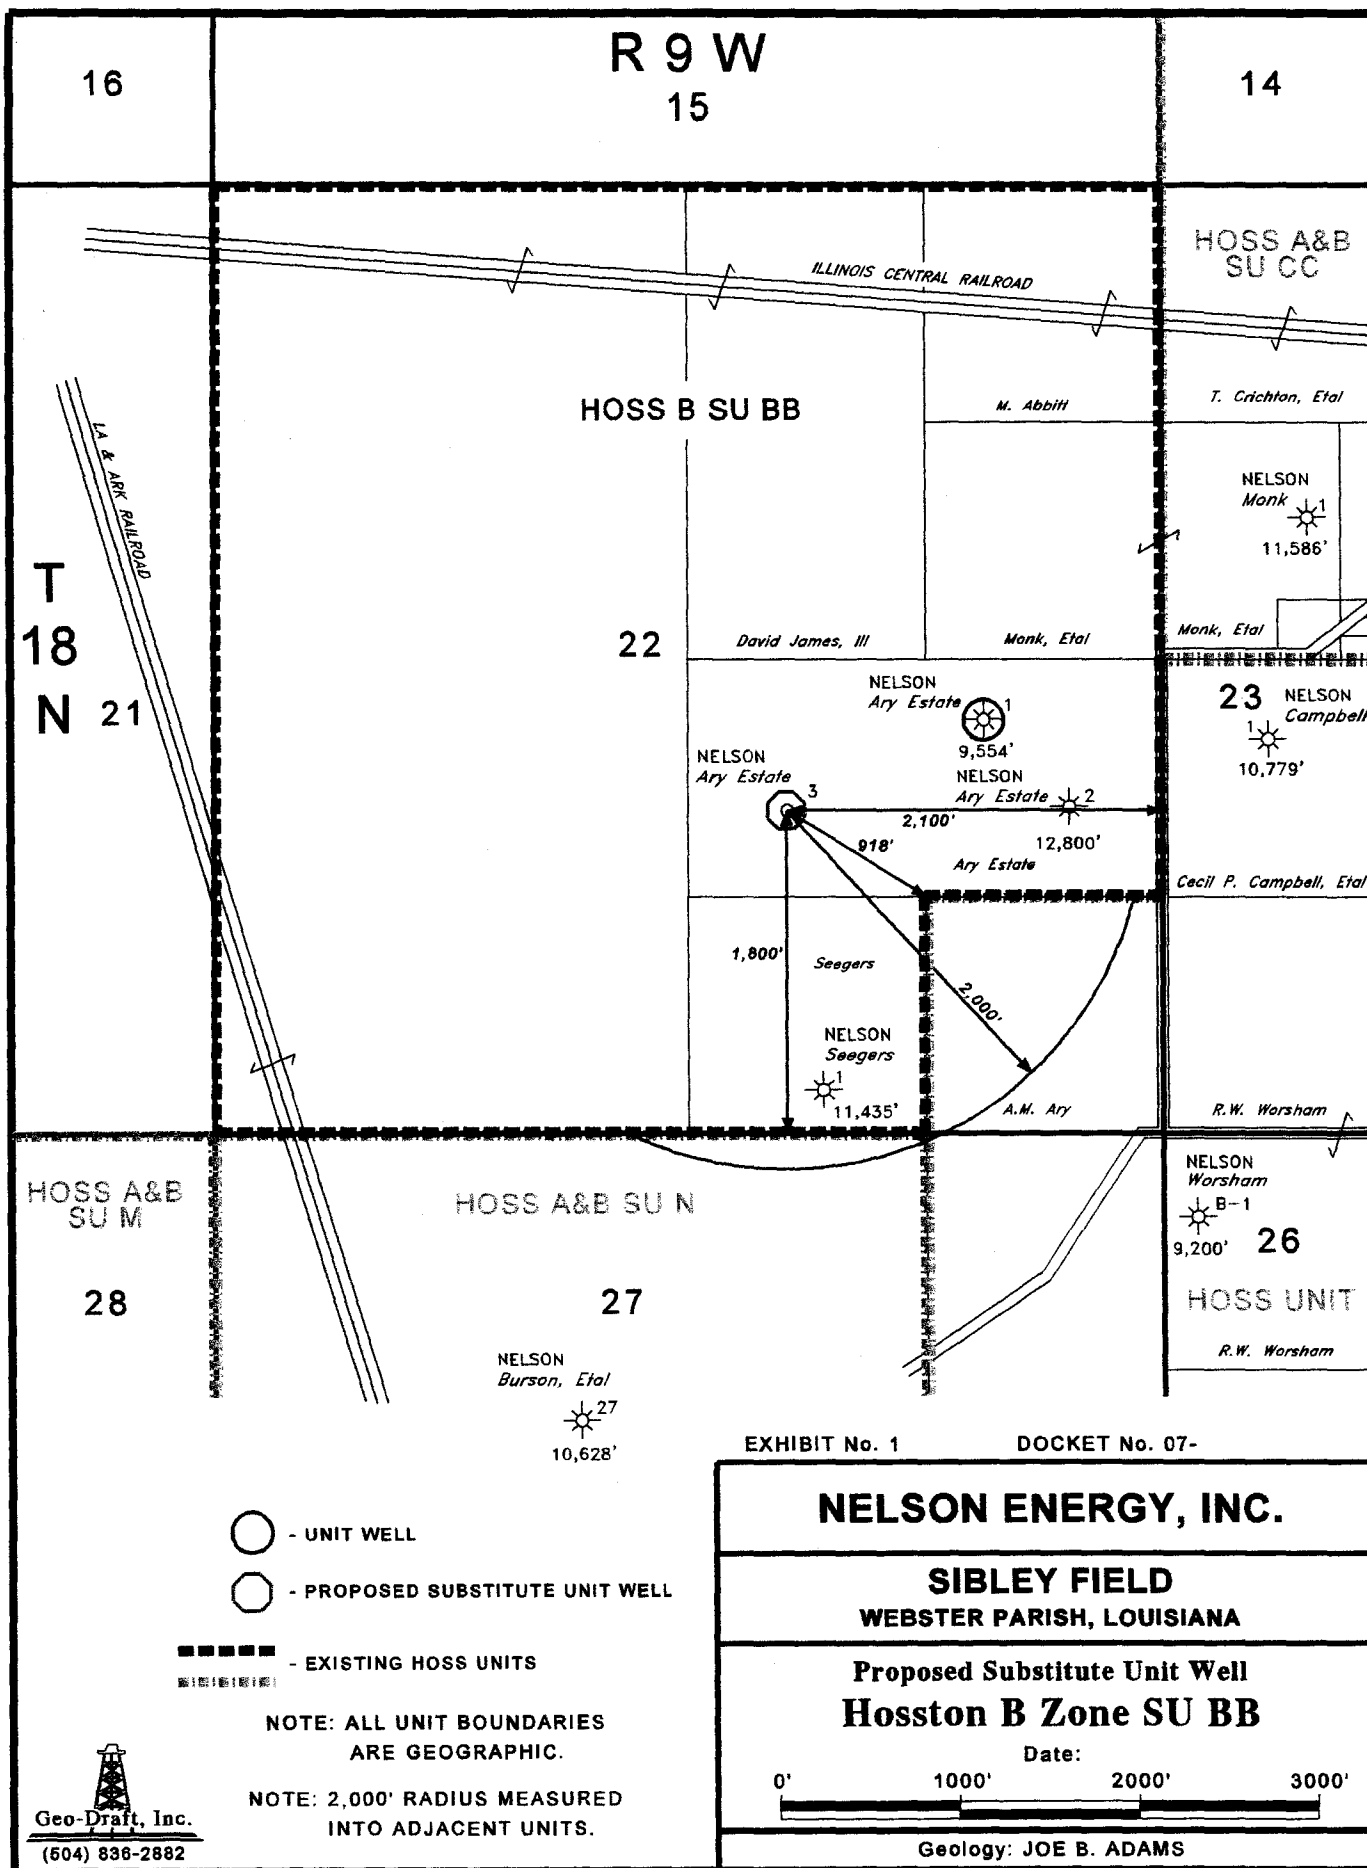 R 9 W
16
15
14
HOSS A&B
SU CC
ILLINOIS CENTRAL RAILROAD
HOSS B SU BB
M. Abbitt
T. Crichton, Etal
LA & ARK RAILROAD
NELSON
Monk
1
11,586'
T
18
N
21
22
David James, III
Monk, Etal
Monk, Etal
23
NELSON
Campbell
1
10,779'
NELSON
Ary Estate
1
9,554'
NELSON
Ary Estate
3
NELSON
Ary Estate
2
12,800'
2,100'
918'
Ary Estate
Cecil P. Campbell, Etal
1,800'
Seegers
2,000'
NELSON
Seegers
1
11,435'
A.M. Ary
R.W. Worsham
HOSS A&B
SU M
HOSS A&B SU N
NELSON
Worsham
B-1
9,200'
26
28
27
HOSS UNIT
R.W. Worsham
NELSON
Burson, Etal
27
10,628'
EXHIBIT No. 1
DOCKET No. 07-
NELSON ENERGY, INC.
SIBLEY FIELD
WEBSTER PARISH, LOUISIANA
Proposed Substitute Unit Well
Hosston B Zone SU BB
Date:
0' 1000' 2000' 3000'
Geology: JOE B. ADAMS
- UNIT WELL
- PROPOSED SUBSTITUTE UNIT WELL
- EXISTING HOSS UNITS
NOTE: ALL UNIT BOUNDARIES
ARE GEOGRAPHIC.
NOTE: 2,000' RADIUS MEASURED
INTO ADJACENT UNITS.
Geo-Draft, Inc.
(504) 836-2882